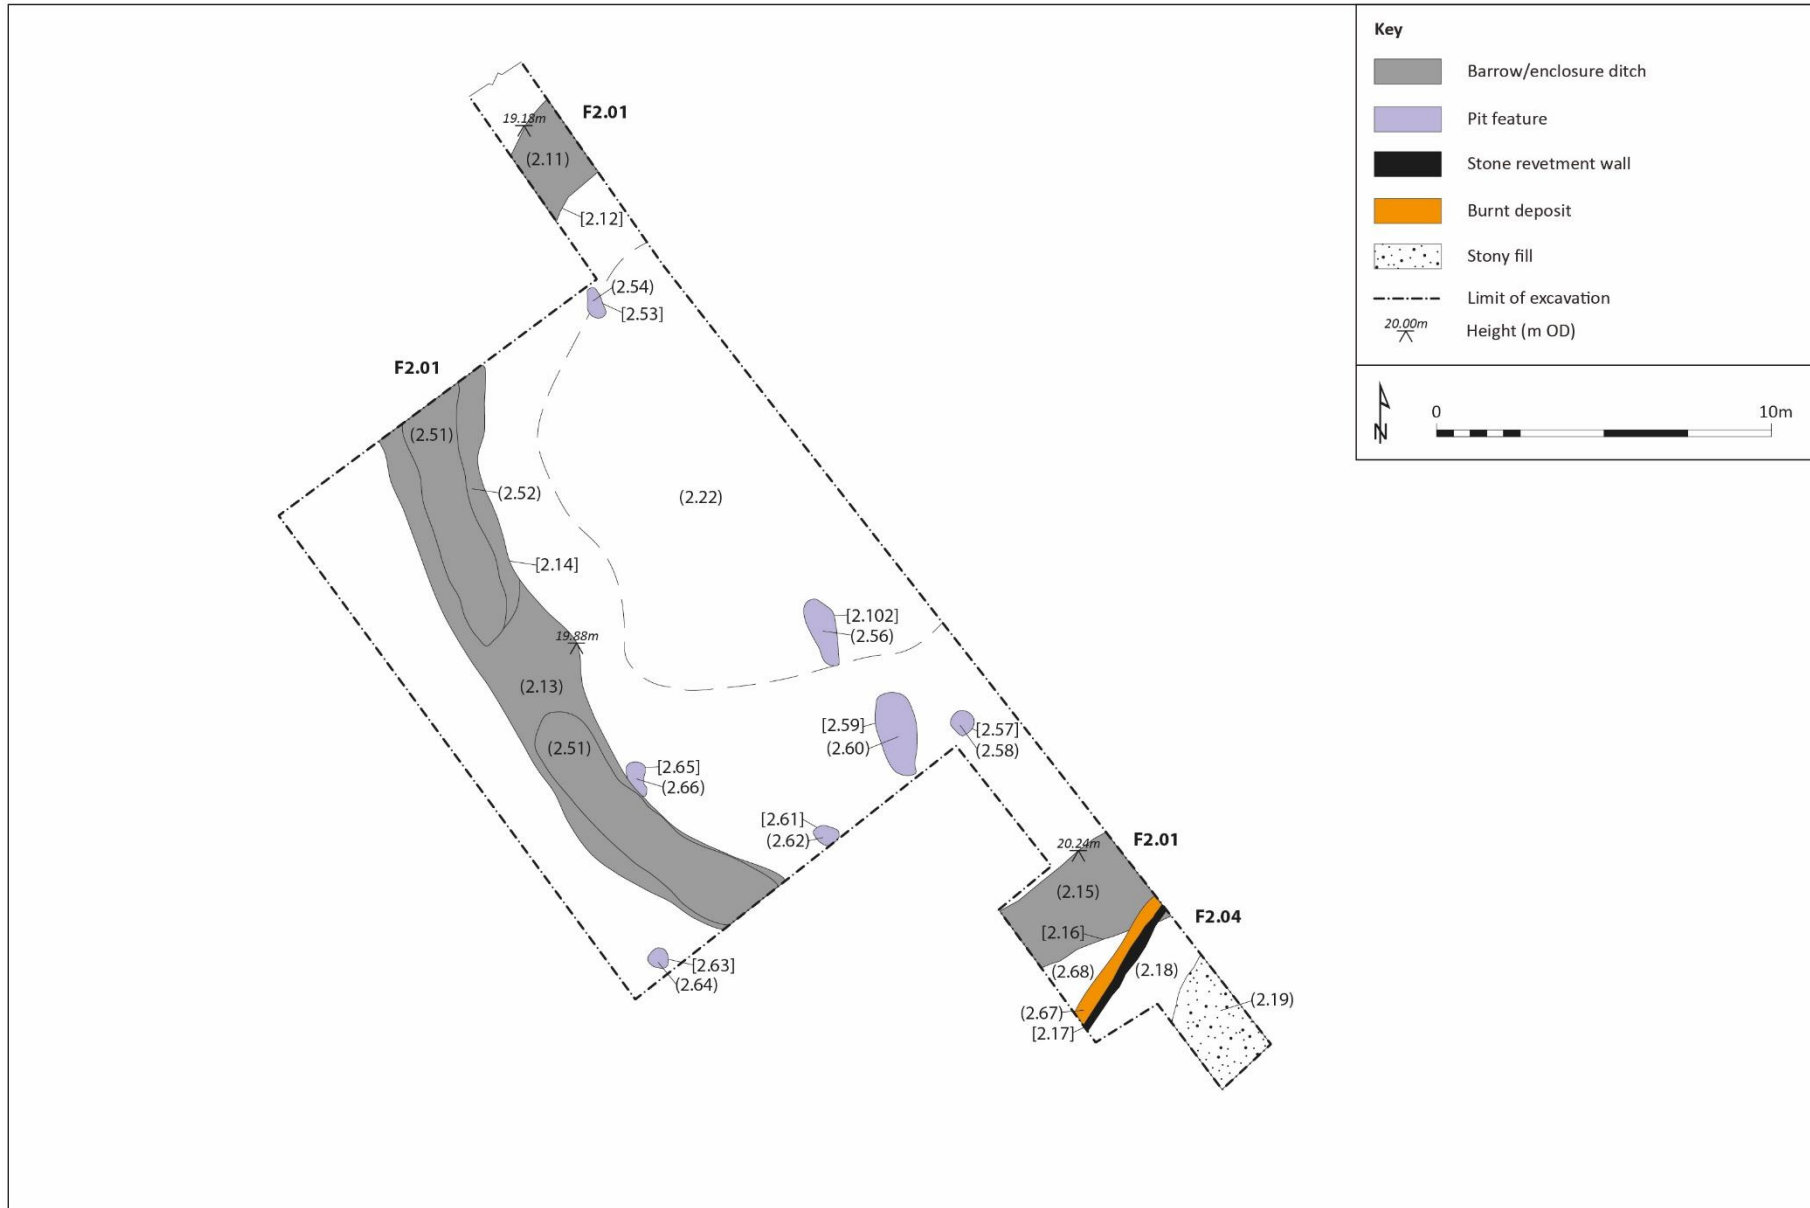 Key
Barrow/enclosure ditch
Pit feature
Stone revetment wall
Burnt deposit
Stony fill
Limit of excavation
20.00m
Height (m OD)
N
0
10m
F2.01
19.18m
(2.11)
[2.12]
(2.54)
[2.53]
F2.01
(2.51)
(2.52)
(2.22)
[2.14]
[2.102]
(2.56)
19.88m
(2.13)
[2.59]
(2.60)
[2.57]
(2.58)
(2.51)
[2.65]
(2.66)
[2.61]
(2.62)
F2.01
20.24m
(2.15)
F2.04
[2.16]
[2.63]
(2.64)
(2.68)
(2.18)
(2.19)
(2.67)
[2.17]